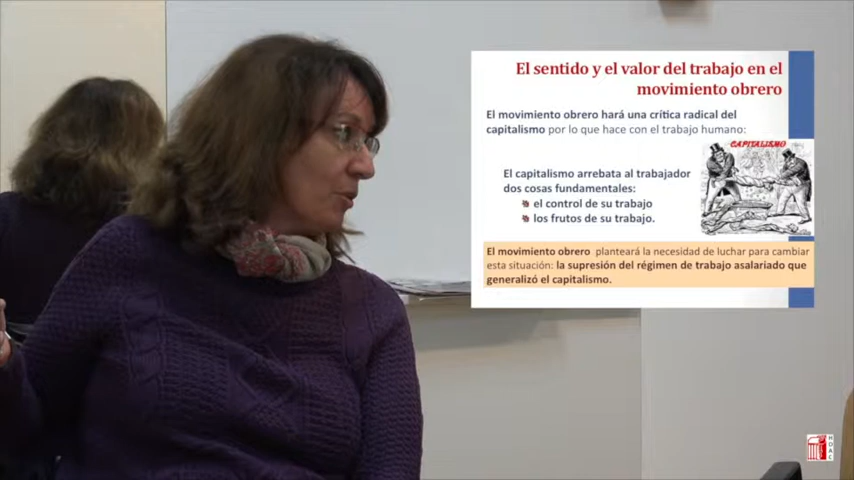 El sentido y el valor del trabajo en el
movimiento obrero
El movimiento obrero hará una crítica radical del
capitalismo por lo que hace con el trabajo humano:
CAPITALISMO
El capitalismo arrebata al trabajador
dos cosas fundamentales:
el control de su trabajo
los frutos de su trabajo.
El movimiento obrero planteará la necesidad de luchar para cambiar
esta situación: la supresión del régimen de trabajo asalariado que
generalizó el capitalismo.
HOAC